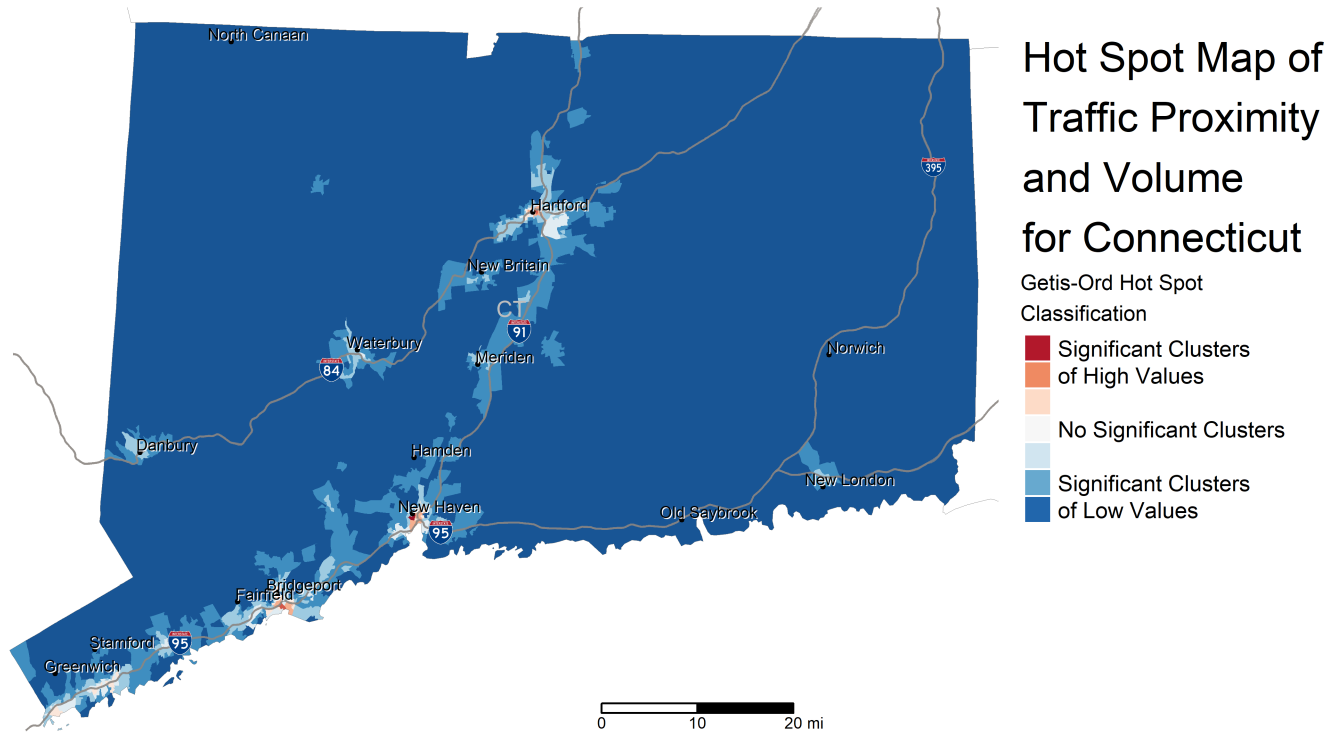 Hot Spot Map of
Traffic Proximity
and Volume
for Connecticut
Getis-Ord Hot Spot
Classification
Significant Clusters
of High Values
No Significant Clusters
Significant Clusters
of Low Values
North Canaan
395
Hartford
New Britain
CT
91
Waterbury
84
Meriden
Norwich
Danbury
Hamden
New London
New Haven
95
Old Saybrook
Bridgeport
Fairfield
Stamford
95
Greenwich
0 10 20 mi